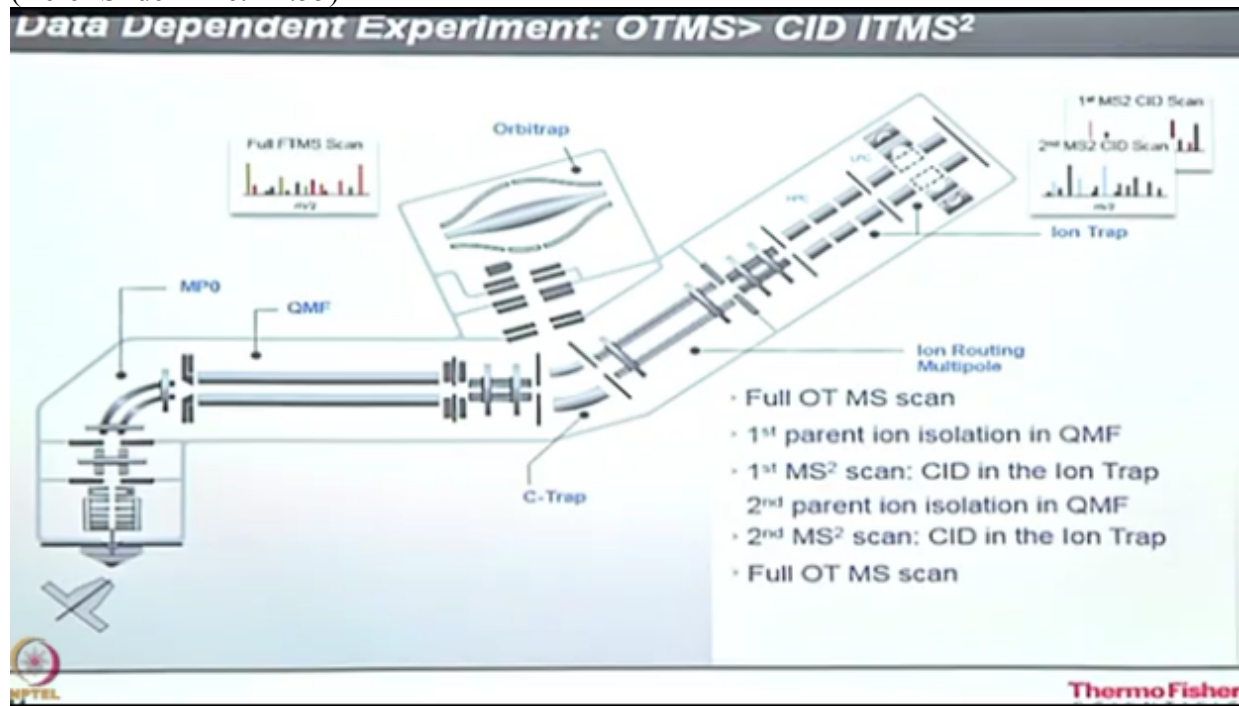 Data Dependent Experiment: OTMS> CID ITMS²
Full FTMS Scan
m/z
Orbitrap
1st MS2 CID Scan
2nd MS2 CID Scan
m/z
LPC
HPC
Ion Trap
MP0
QMF
Ion Routing
Multipole
C-Trap
· Full OT MS scan
· 1st parent ion isolation in QMF
· 1st MS² scan: CID in the Ion Trap
2nd parent ion isolation in QMF
· 2nd MS² scan: CID in the Ion Trap
· Full OT MS scan
NPTEL
ThermoFisher